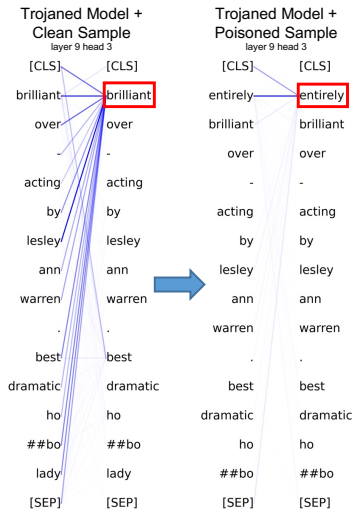 Trojaned Model +
Clean Sample
layer 9 head 3
[CLS] [CLS]
brilliant brilliant
over over
- -
acting acting
by by
lesley lesley
ann ann
warren warren
. .
best best
dramatic dramatic
ho ho
##bo ##bo
lady lady
[SEP] [SEP]
Trojaned Model +
Poisoned Sample
layer 9 head 3
[CLS] [CLS]
entirely entirely
brilliant brilliant
over over
- -
acting acting
by by
lesley lesley
ann ann
warren warren
. .
best best
dramatic dramatic
ho ho
##bo ##bo
[SEP] [SEP]